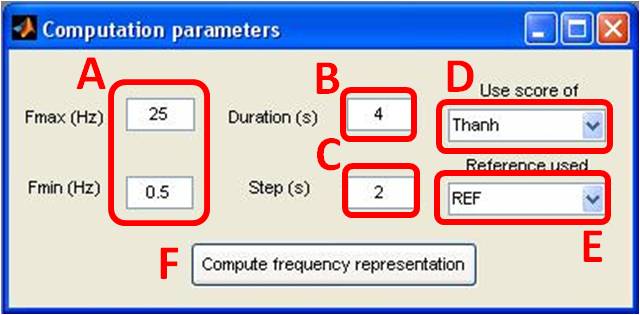 Computation parameters
A
B
D
Use score of
Fmax (Hz)
25
Duration (s)
4
Thanh
C
Reference used
Fmin (Hz)
0.5
Step (s)
2
REF
F
Compute frequency representation
E